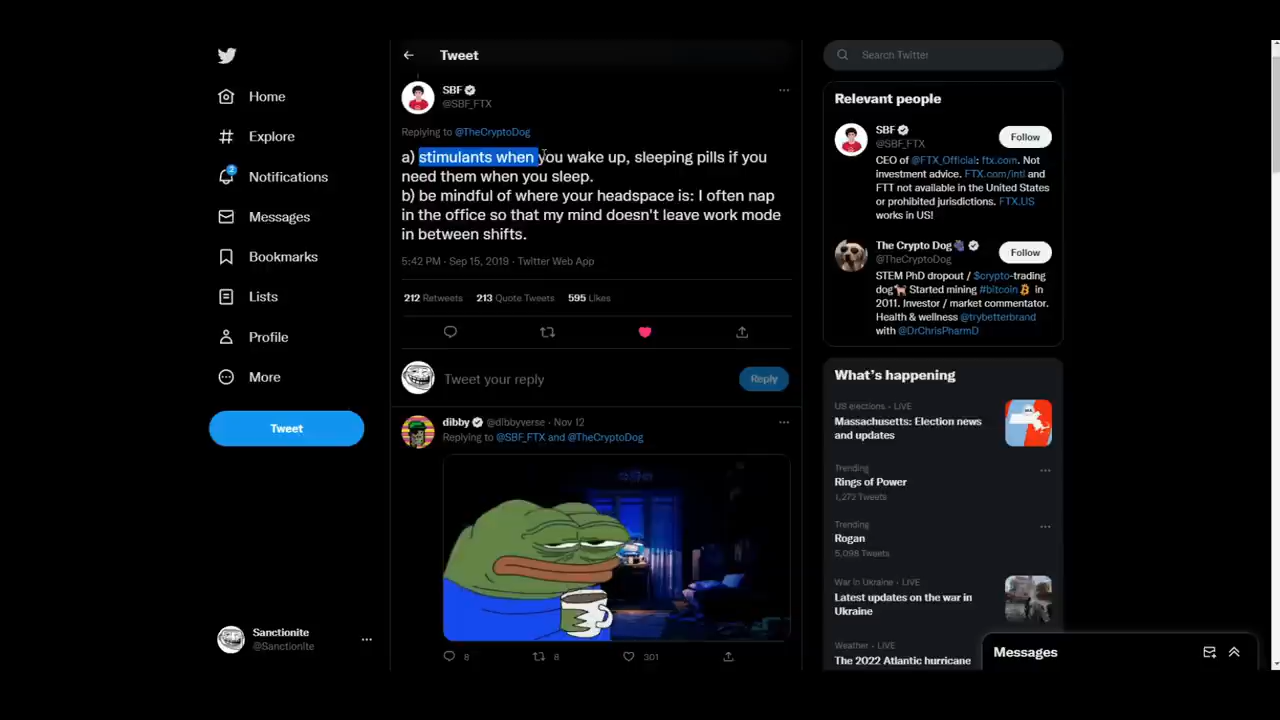 Home
Explore
2
Notifications
Messages
Bookmarks
Lists
Profile
More
Tweet
Sanctionite
@Sanctionite
Tweet
SBF
@SBF_FTX
Replying to @TheCryptoDog
a) stimulants when you wake up, sleeping pills if you
need them when you sleep.
b) be mindful of where your headspace is: I often nap
in the office so that my mind doesn't leave work mode
in between shifts.
5:42 PM · Sep 15, 2019 · Twitter Web App
212 Retweets 213 Quote Tweets 595 Likes
Tweet your reply
Reply
dibby @dibbyverse · Nov 12
Replying to @SBF_FTX and @TheCryptoDog
8 8 301
Search Twitter
Relevant people
SBF
@SBF_FTX
Follow
CEO of @FTX_Official: ftx.com. Not
investment advice. FTX.com/intl and
FTT not available in the United States
or prohibited jurisdictions. FTX.US
works in US!
The Crypto Dog
@TheCryptoDog
Follow
STEM PhD dropout / $crypto-trading
dog Started mining #bitcoin in
2011. Investor / market commentator.
Health & wellness @trybetterbrand
with @DrChrisPharmD
What's happening
US elections · LIVE
Massachusetts: Election news
and updates
Trending
Rings of Power
1,272 Tweets
Trending
Rogan
5,098 Tweets
War in Ukraine · LIVE
Latest updates on the war in
Ukraine
Weather · LIVE
The 2022 Atlantic hurricane
Messages